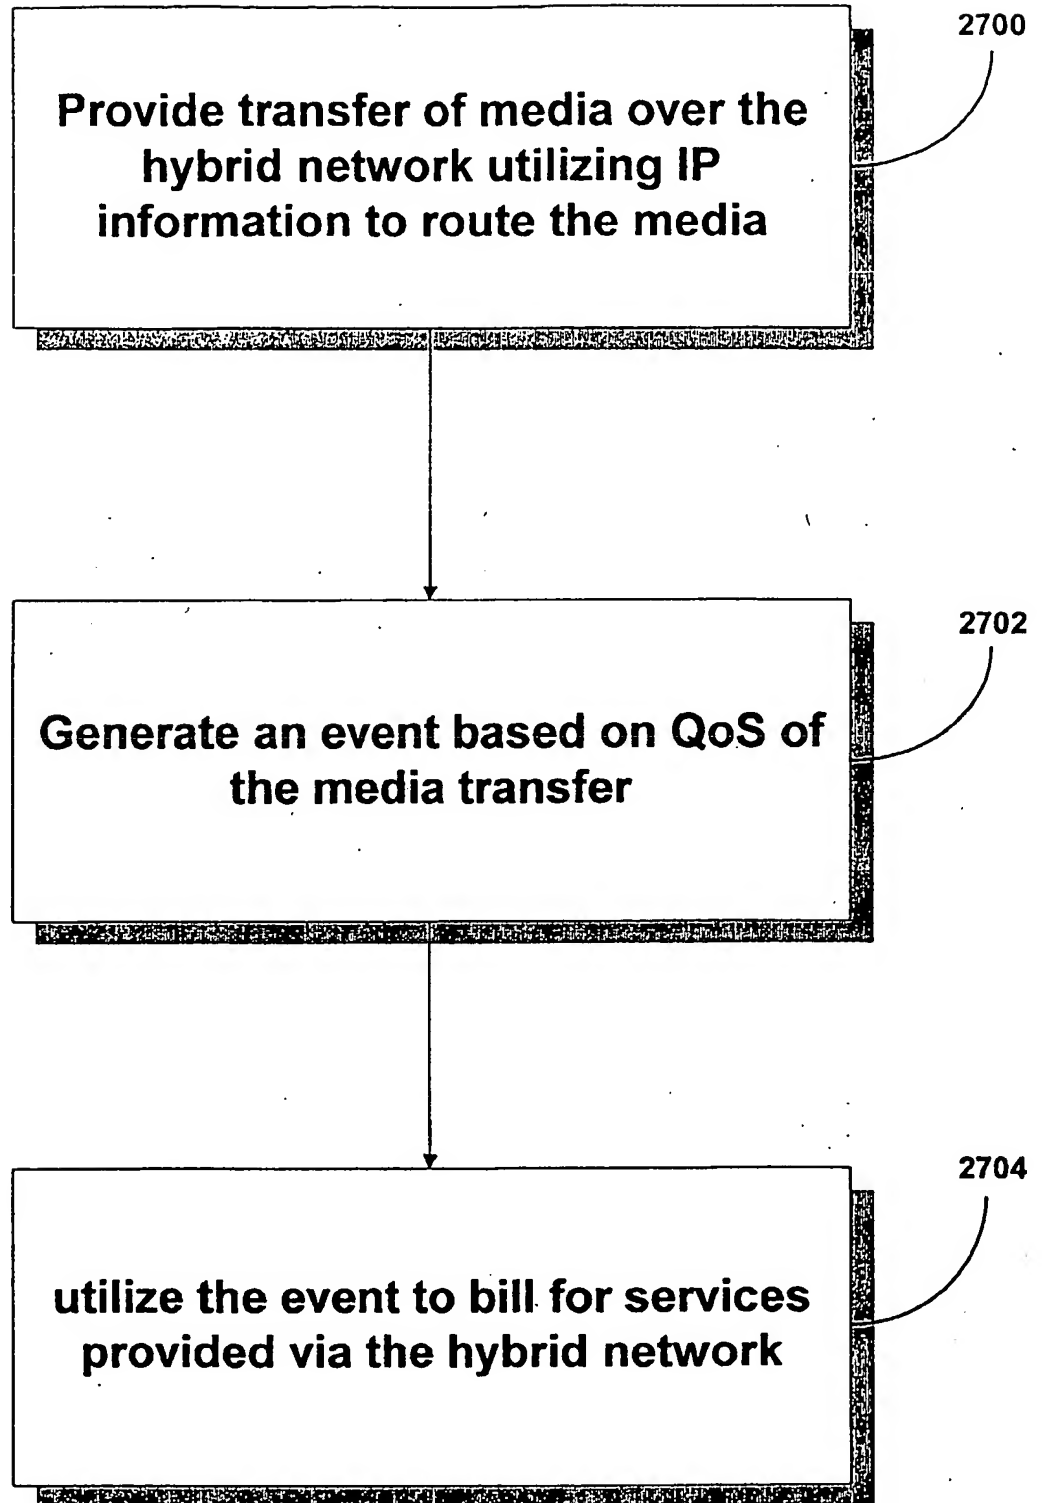 2700
Provide transfer of media over the
hybrid network utilizing IP
information to route the media
2702
Generate an event based on QoS of
the media transfer
2704
utilize the event to bill for services
provided via the hybrid network